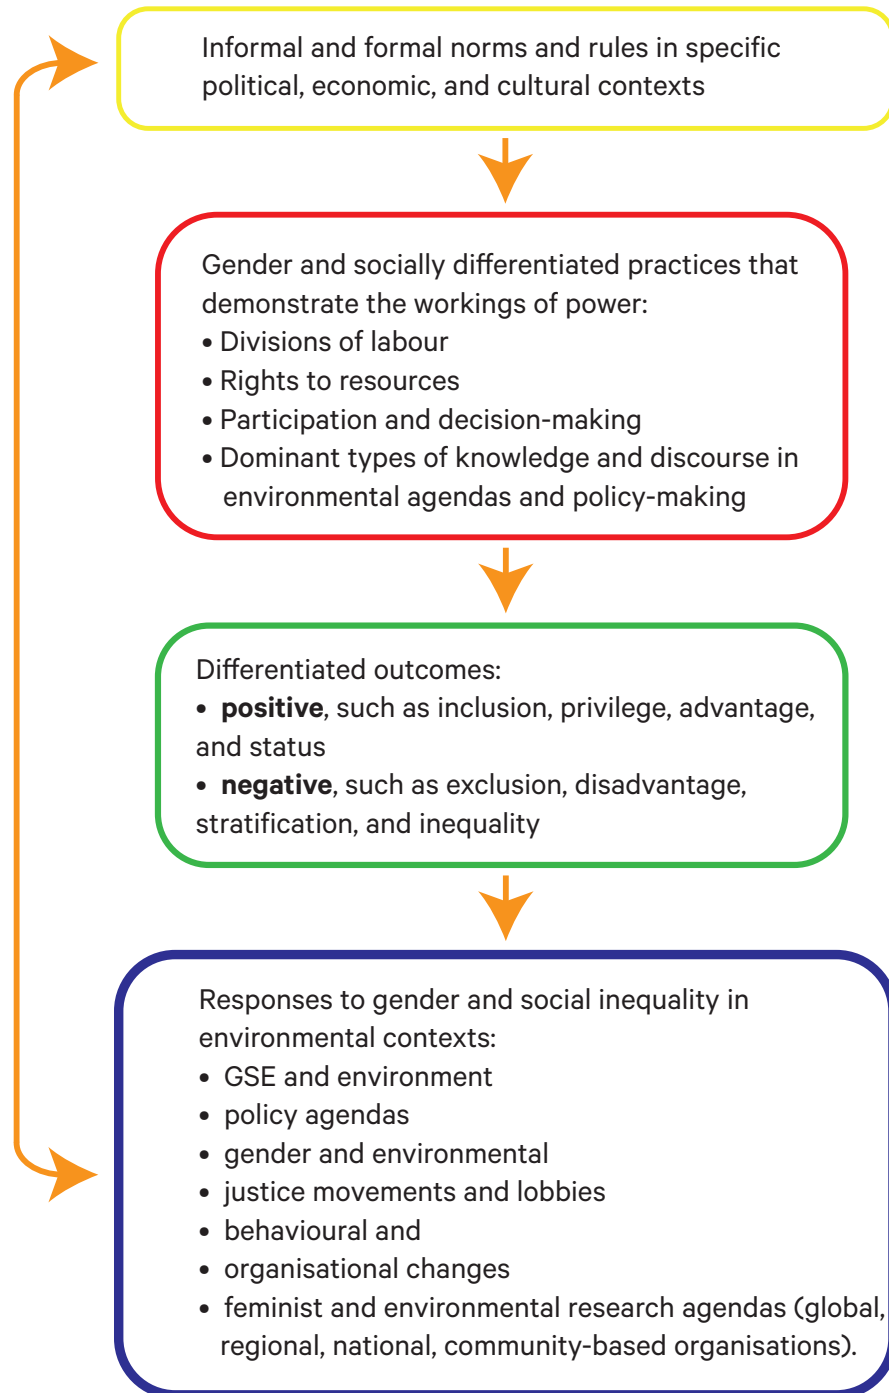 Informal and formal norms and rules in specific
political, economic, and cultural contexts
Gender and socially differentiated practices that
demonstrate the workings of power:
• Divisions of labour
• Rights to resources
• Participation and decision-making
• Dominant types of knowledge and discourse in
environmental agendas and policy-making
Differentiated outcomes:
• positive, such as inclusion, privilege, advantage,
and status
• negative, such as exclusion, disadvantage,
stratification, and inequality
Responses to gender and social inequality in
environmental contexts:
• GSE and environment
• policy agendas
• gender and environmental
• justice movements and lobbies
• behavioural and
• organisational changes
• feminist and environmental research agendas (global,
regional, national, community-based organisations).